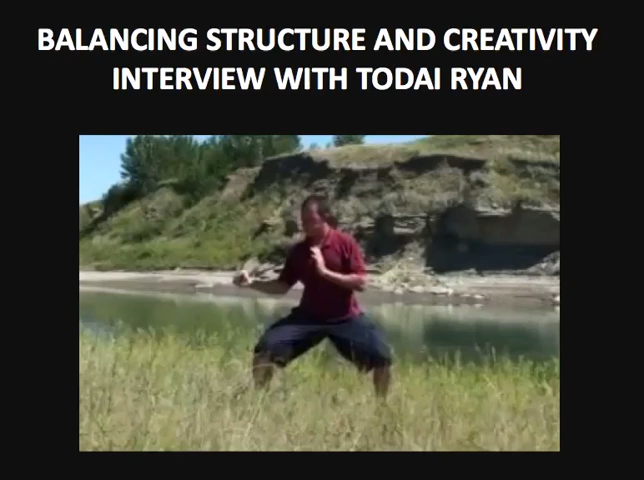 BALANCING STRUCTURE AND CREATIVITY
INTERVIEW WITH TODAI RYAN